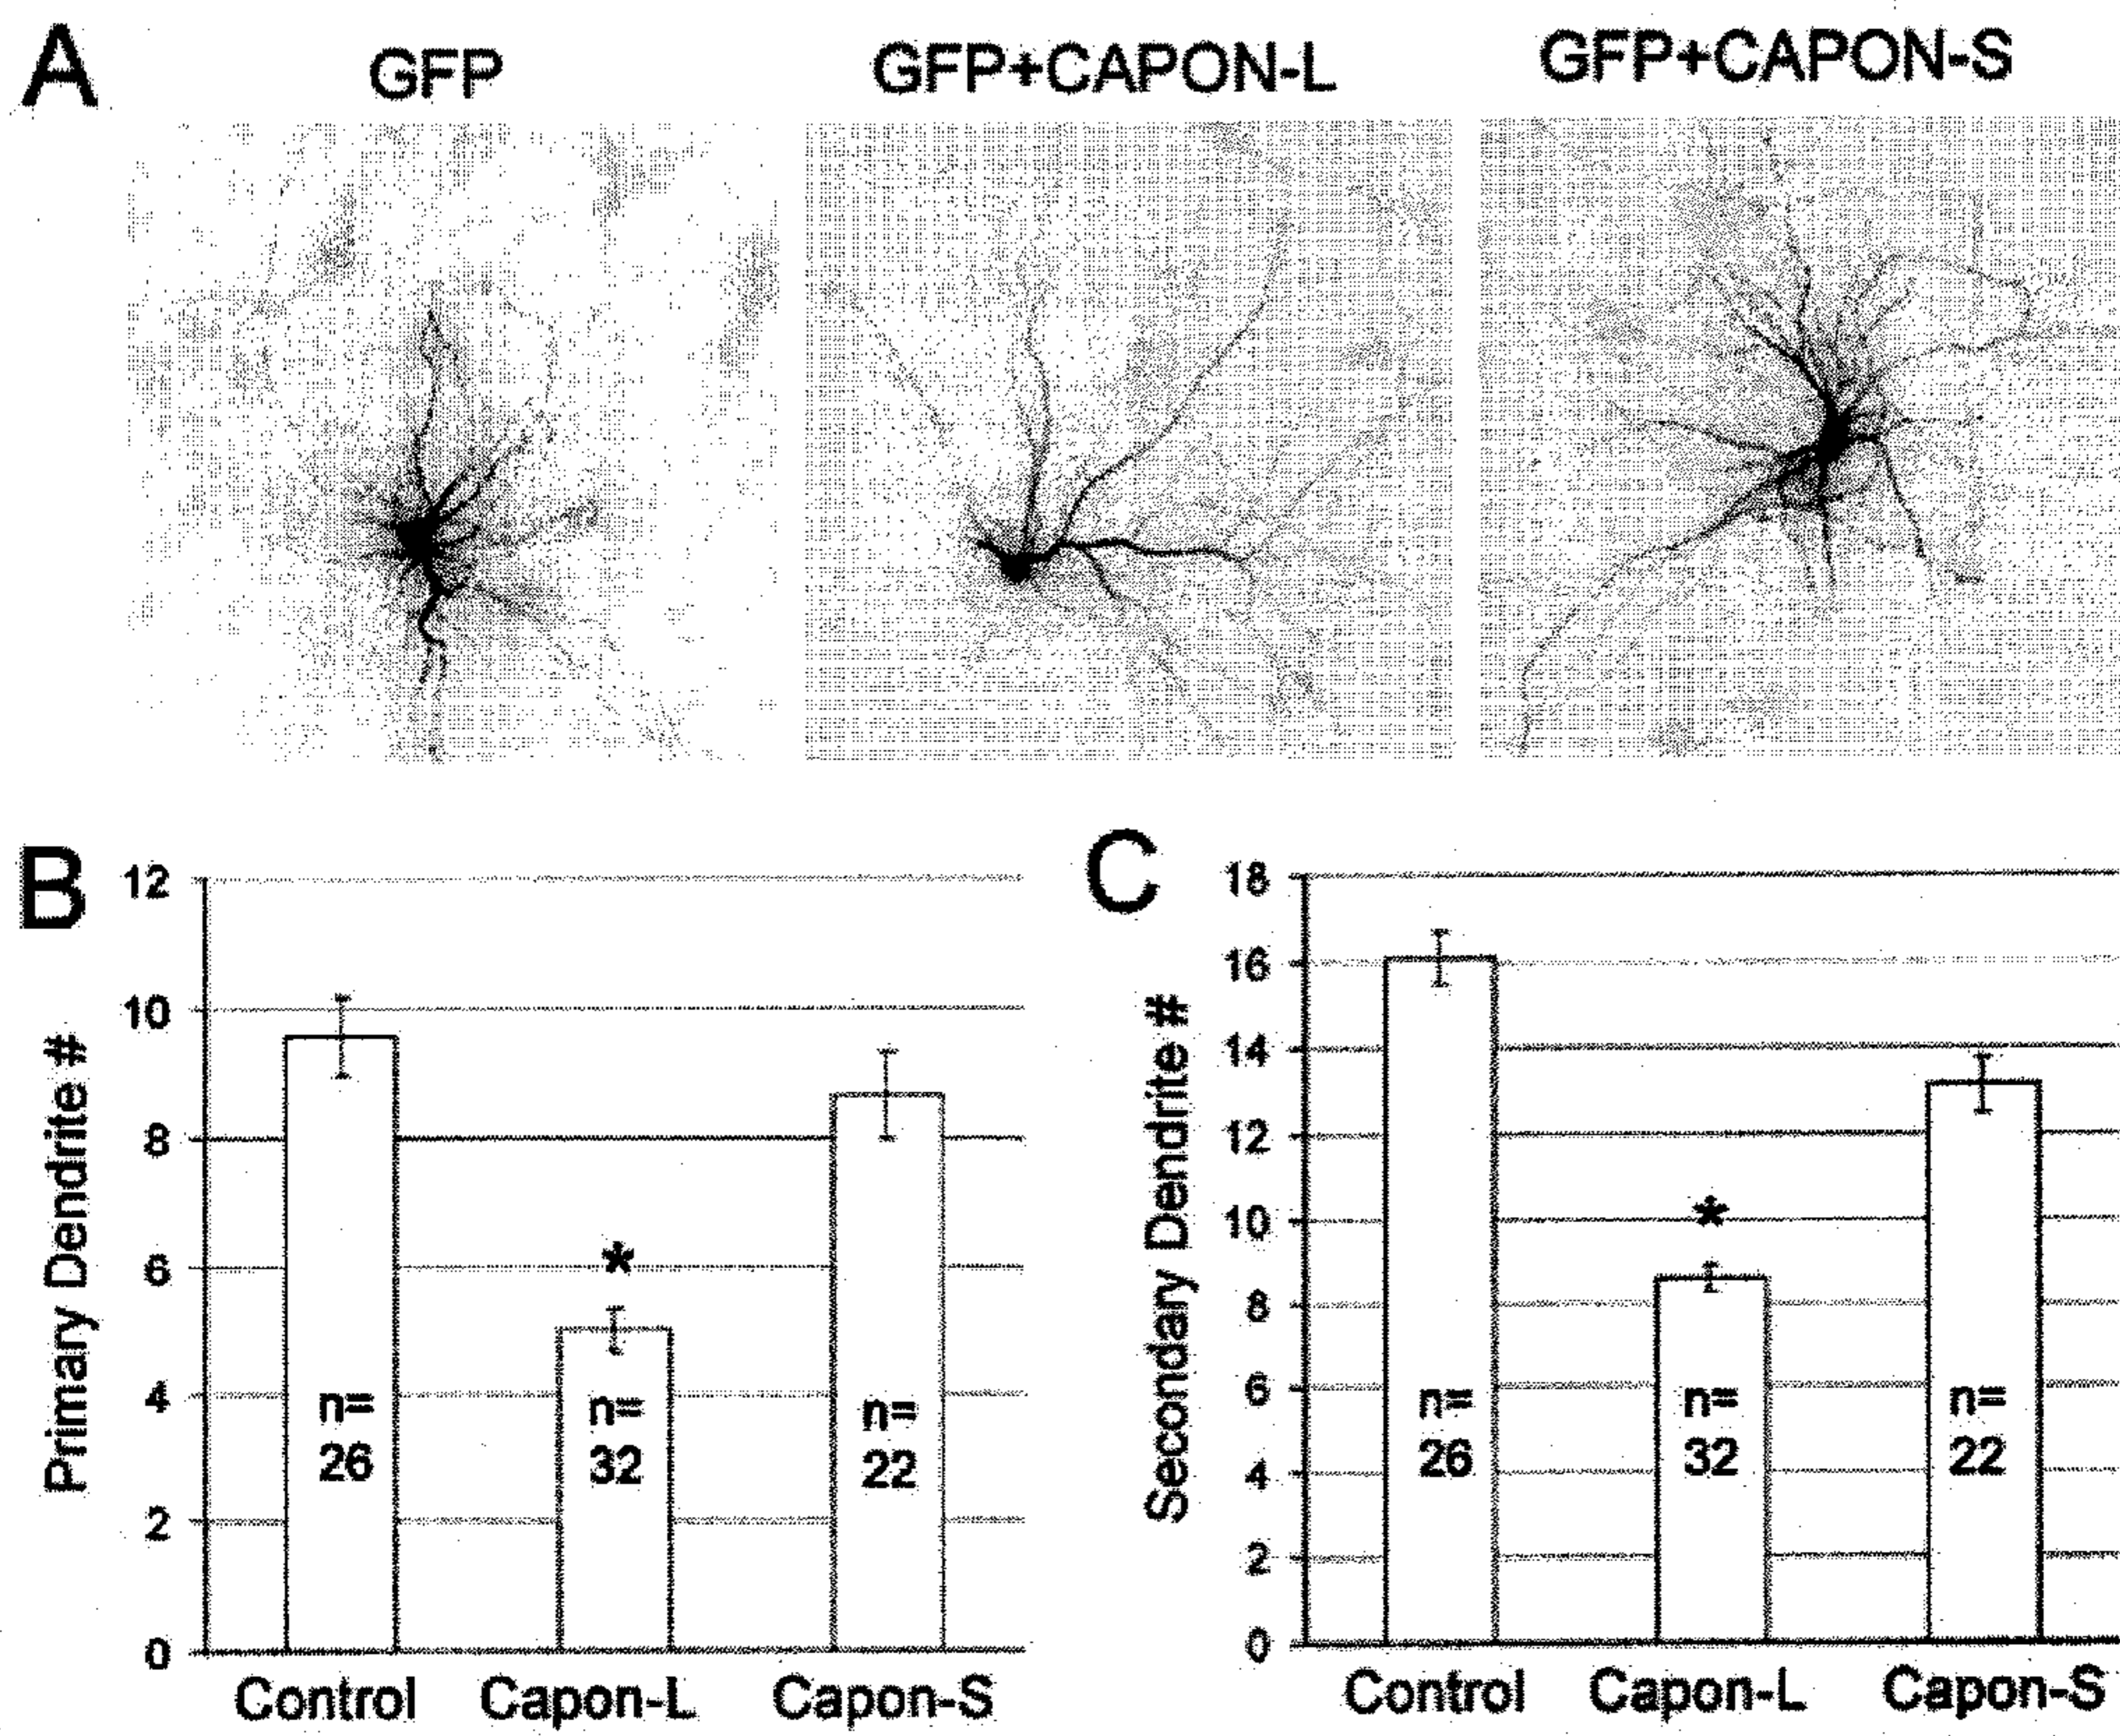 A
GFP
GFP+CAPON-L
GFP+CAPON-S
B
Primary Dendrite #
12
10
8
6
4
2
0
*
n=
26
n=
32
n=
22
Control
Capon-L
Capon-S
C
Secondary Dendrite #
18
16
14
12
10
8
6
4
2
0
*
n=
26
n=
32
n=
22
Control
Capon-L
Capon-S